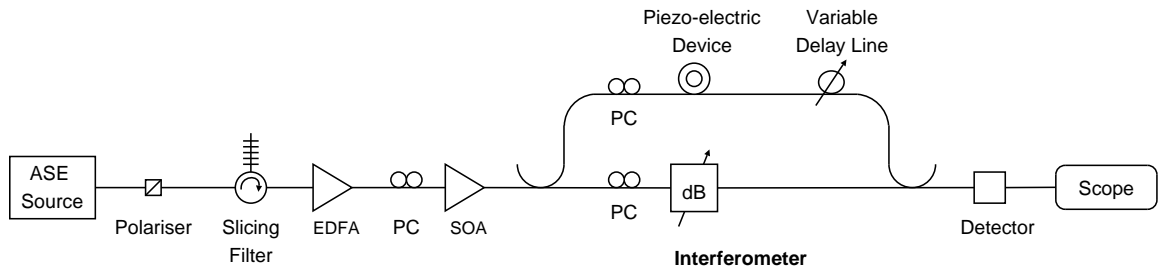 Piezo-electric
Device
Variable
Delay Line
PC
ASE
Source
dB
Scope
Polariser
Slicing
Filter
EDFA
PC
SOA
PC
Detector
Interferometer